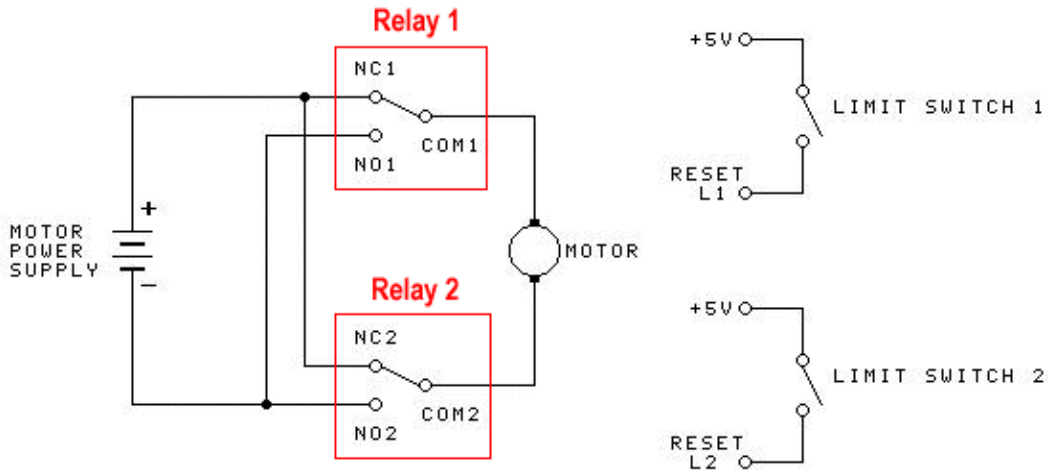 Relay 1
NC1
COM1
NO1
+
MOTOR
POWER
SUPPLY
–
MOTOR
Relay 2
NC2
COM2
NO2
+5V
LIMIT SWITCH 1
RESET
L1
+5V
LIMIT SWITCH 2
RESET
L2